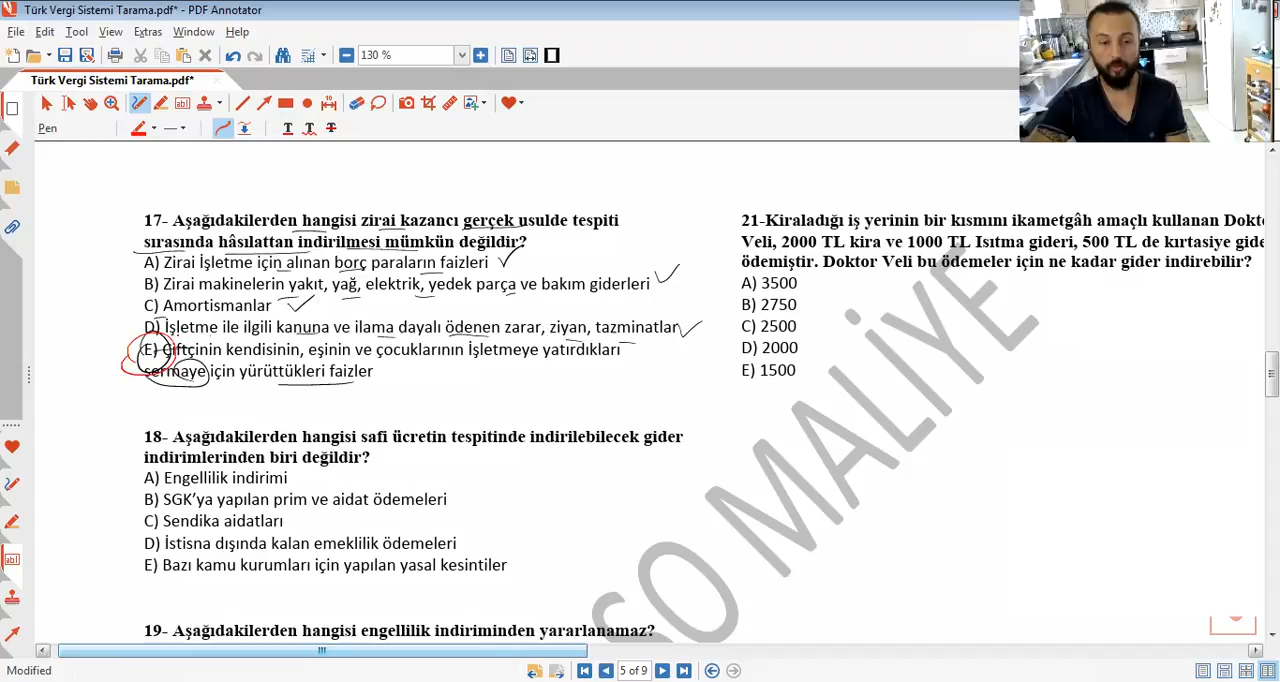 Türk Vergi Sistemi Tarama.pdf* - PDF Annotator
File Edit Tool View Extras Window Help
130 %
Türk Vergi Sistemi Tarama.pdf*
Pen
17- Aşağıdakilerden hangisi zirai kazancı gerçek usulde tespiti
sırasında hâsılattan indirilmesi mümkün değildir?
A) Zirai İşletme için alınan borç paraların faizleri
B) Zirai makinelerin yakıt, yağ, elektrik, yedek parça ve bakım giderleri
C) Amortismanlar
D) İşletme ile ilgili kanuna ve ilama dayalı ödenen zarar, ziyan, tazminatlar
E) Çiftçinin kendisinin, eşinin ve çocuklarının İşletmeye yatırdıkları
sermaye için yürüttükleri faizler
18- Aşağıdakilerden hangisi safi ücretin tespitinde indirilebilecek gider
indirimlerinden biri değildir?
A) Engellilik indirimi
B) SGK’ya yapılan prim ve aidat ödemeleri
C) Sendika aidatları
D) İstisna dışında kalan emeklilik ödemeleri
E) Bazı kamu kurumları için yapılan yasal kesintiler
19- Aşağıdakilerden hangisi engellilik indiriminden yararlanamaz?
21-Kiraladığı iş yerinin bir kısmını ikametgâh amaçlı kullanan Dokt
Veli, 2000 TL kira ve 1000 TL Isıtma gideri, 500 TL de kırtasiye gide
ödemiştir. Doktor Veli bu ödemeler için ne kadar gider indirebilir?
A) 3500
B) 2750
C) 2500
D) 2000
E) 1500
SO MALİYE
Modified
5 of 9